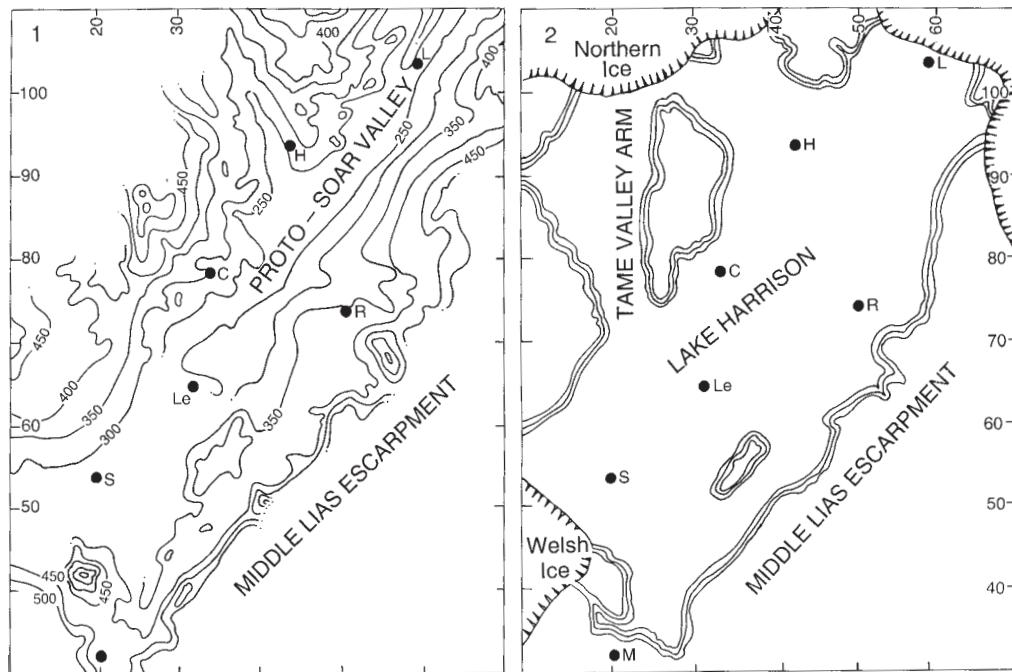 1
20
30
400
400
L
100
250
350
450
H
PROTO – SOAR VALLEY
90
450
250
80
C
R
70
450
400
Le
350
350
300
60
S
50
MIDDLE LIAS ESCARPMENT
450
450
500
2
20
30
40
50
60
Northern
Ice
L
100
TAME VALLEY ARM
H
90
80
C
LAKE HARRISON
R
70
Le
60
S
50
MIDDLE LIAS ESCARPMENT
Welsh
Ice
40
M